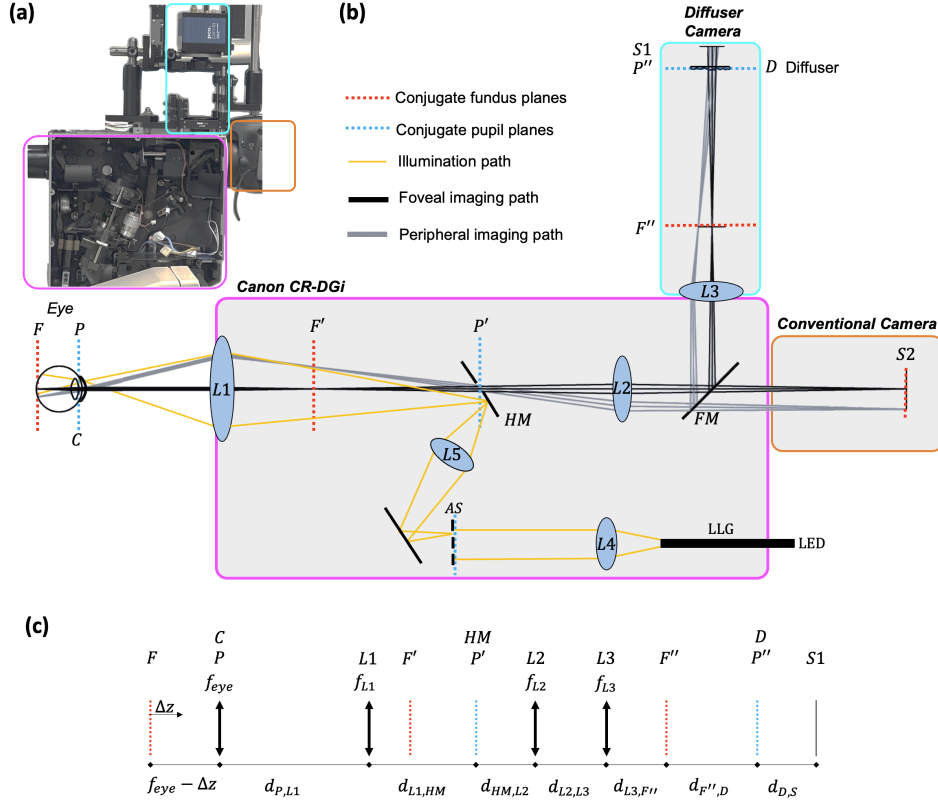 (a)
pco.
(b)
Diffuser
Camera
S1
P''
D Diffuser
Conjugate fundus planes
Conjugate pupil planes
Illumination path
Foveal imaging path
Peripheral imaging path
F''
L3
Canon CR-DGi
Eye
F P
F'
P'
Conventional Camera
S2
L1
L2
HM
FM
C
L5
AS
L4
LLG
LED
(c)
C HM D
F P L1 F' P' L2 L3 F'' P'' S1
f_eye f_L1 f_L2 f_L3
Δz
f_eye − Δz d_P,L1 d_L1,HM d_HM,L2 d_L2,L3 d_L3,F'' d_F'',D d_D,S